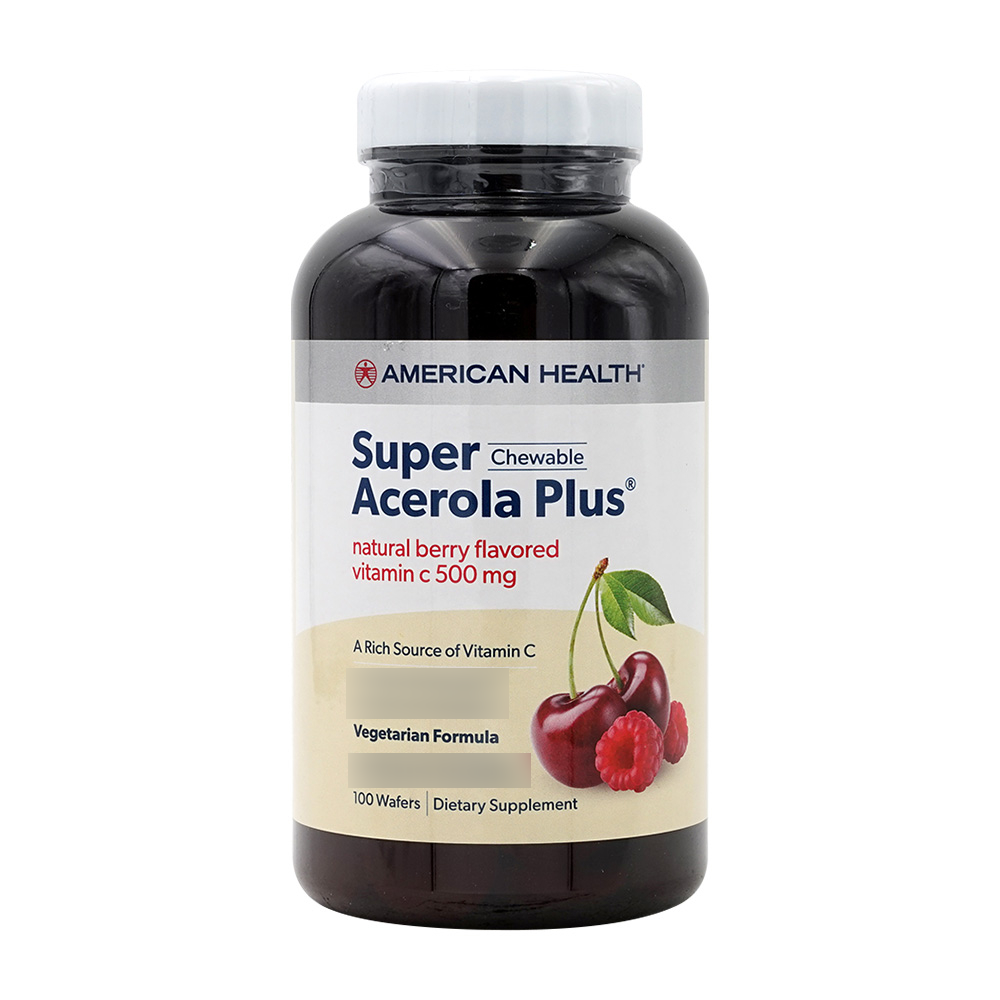 AMERICAN HEALTH
Super Chewable
Acerola Plus®
natural berry flavored
vitamin c 500 mg
A Rich Source of Vitamin C
Vegetarian Formula
100 Wafers | Dietary Supplement